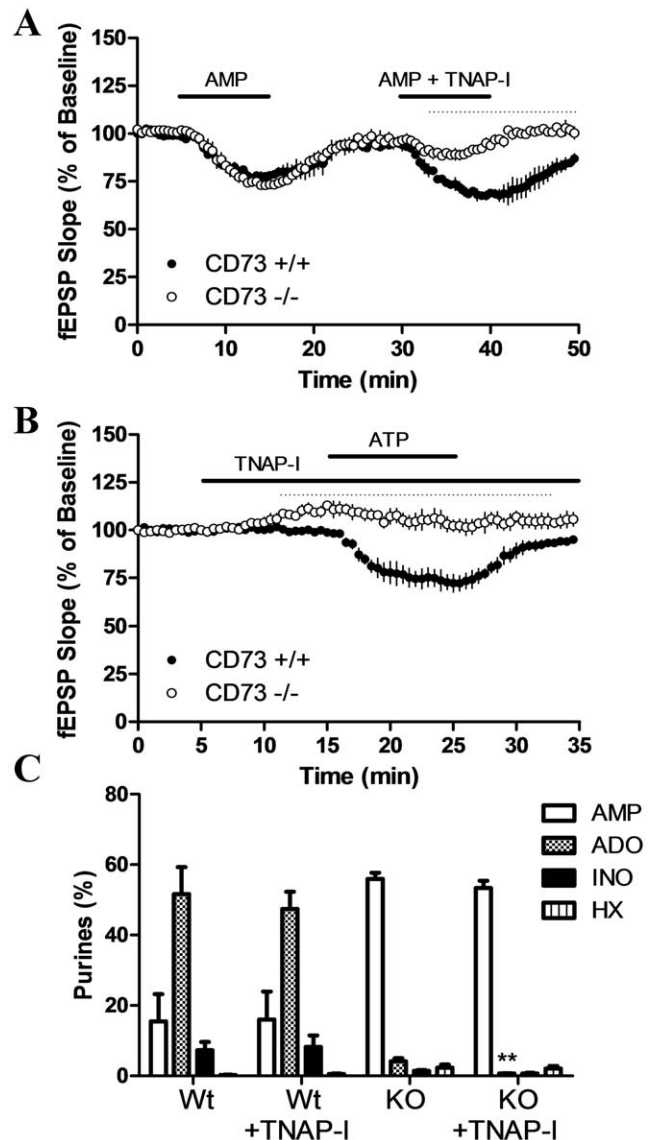 A
fEPSP Slope (% of Baseline)
150
125
100
75
50
25
0
AMP
AMP + TNAP-I
CD73 +/+
CD73 -/-
0
10
20
30
40
50
Time (min)
B
fEPSP Slope (% of Baseline)
150
125
100
75
50
25
0
TNAP-I
ATP
CD73 +/+
CD73 -/-
0
5
10
15
20
25
30
35
Time (min)
C
Purines (%)
80
60
40
20
0
AMP
ADO
INO
HX
**
Wt
Wt
+TNAP-I
KO
KO
+TNAP-I